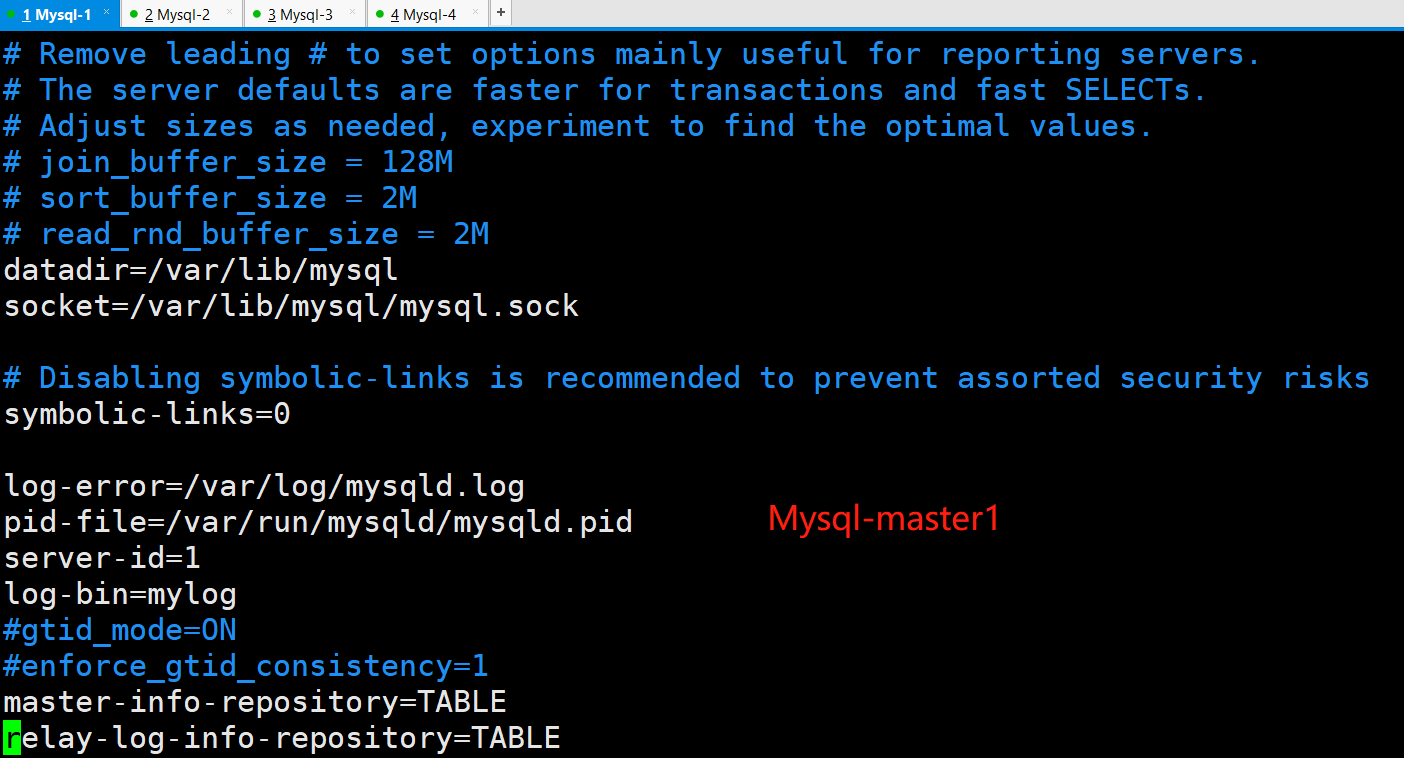 1 Mysql-1 × 2 Mysql-2 × 3 Mysql-3 × 4 Mysql-4 × +
# Remove leading # to set options mainly useful for reporting servers.
# The server defaults are faster for transactions and fast SELECTs.
# Adjust sizes as needed, experiment to find the optimal values.
# join_buffer_size = 128M
# sort_buffer_size = 2M
# read_rnd_buffer_size = 2M
datadir=/var/lib/mysql
socket=/var/lib/mysql/mysql.sock
# Disabling symbolic-links is recommended to prevent assorted security risks
symbolic-links=0
log-error=/var/log/mysqld.log
pid-file=/var/run/mysqld/mysqld.pid
Mysql-master1
server-id=1
log-bin=mylog
#gtid_mode=ON
#enforce_gtid_consistency=1
master-info-repository=TABLE
relay-log-info-repository=TABLE